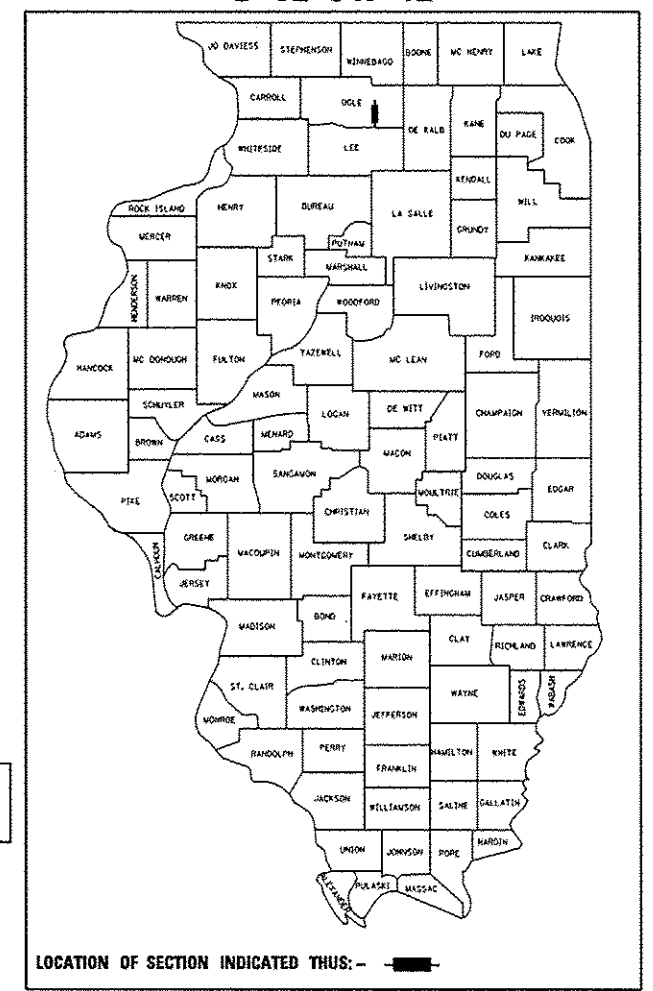 JO DAVIESS
STEPHENSON
WINNEBAGO
BOONE
MC HENRY
LAKE
CARROLL
OGLE
DE KALB
KANE
DU PAGE
COOK
WHITESIDE
LEE
KENDALL
WILL
ROCK ISLAND
HENRY
BUREAU
LA SALLE
GRUNDY
MERCER
PUTNAM
KANKAKEE
STARK
MARSHALL
HENDERSON
WARREN
KNOX
PEORIA
WOODFORD
LIVINGSTON
IROQUOIS
HANCOCK
MC DONOUGH
FULTON
TAZEWELL
MC LEAN
FORD
MASON
SCHUYLER
LOGAN
DE WITT
CHAMPAIGN
VERMILION
ADAMS
BROWN
CASS
MENARD
PIATT
MACON
MORGAN
SANGAMON
DOUGLAS
EDGAR
PIKE
SCOTT
MOULTRIE
CHRISTIAN
COLES
GREENE
MACOUPIN
MONTGOMERY
SHELBY
CUMBERLAND
CLARK
CALHOUN
JERSEY
FAYETTE
EFFINGHAM
JASPER
CRAWFORD
MADISON
BOND
CLAY
RICHLAND
LAWRENCE
CLINTON
MARION
ST. CLAIR
WAYNE
EDWARDS
WABASH
WASHINGTON
JEFFERSON
MONROE
RANDOLPH
PERRY
HAMILTON
WHITE
FRANKLIN
JACKSON
WILLIAMSON
SALINE
GALLATIN
UNION
JOHNSON
POPE
HARDIN
ALEXANDER
PULASKI
MASSAC
LOCATION OF SECTION INDICATED THUS: -